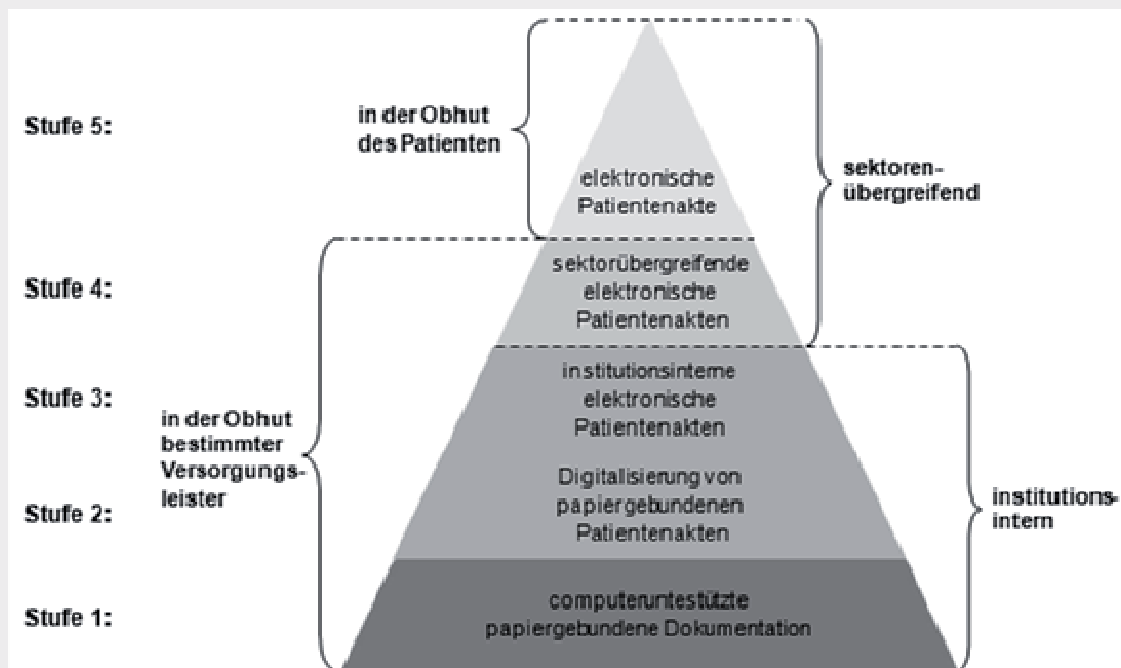 Stufe 5:
in der Obhut
des Patienten
elektronische
Patientenakte
sektoren-
übergreifend
Stufe 4:
sektorübergreifende
elektronische
Patientenakten
Stufe 3:
institutionsinterne
elektronische
Patientenakten
in der Obhut
bestimmter
Versorgungs-
leister
Stufe 2:
Digitalisierung von
papiergebundenen
Patientenakten
institutions-
intern
Stufe 1:
computeruntestützte
papiergebundene Dokumentation